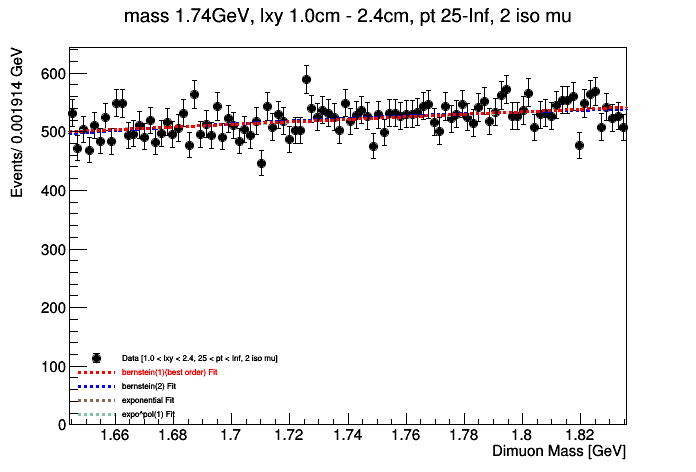 mass 1.74GeV, lxy 1.0cm - 2.4cm, pt 25-Inf, 2 iso mu
Events/ 0.001914 GeV
600
500
400
300
200
100
0
Data [1.0 < lxy < 2.4, 25 < pt < Inf, 2 iso mu]
bernstein(1)(best order) Fit
bernstein(2) Fit
exponential Fit
expo*pol(1) Fit
1.66 1.68 1.7 1.72 1.74 1.76 1.78 1.8 1.82
Dimuon Mass [GeV]